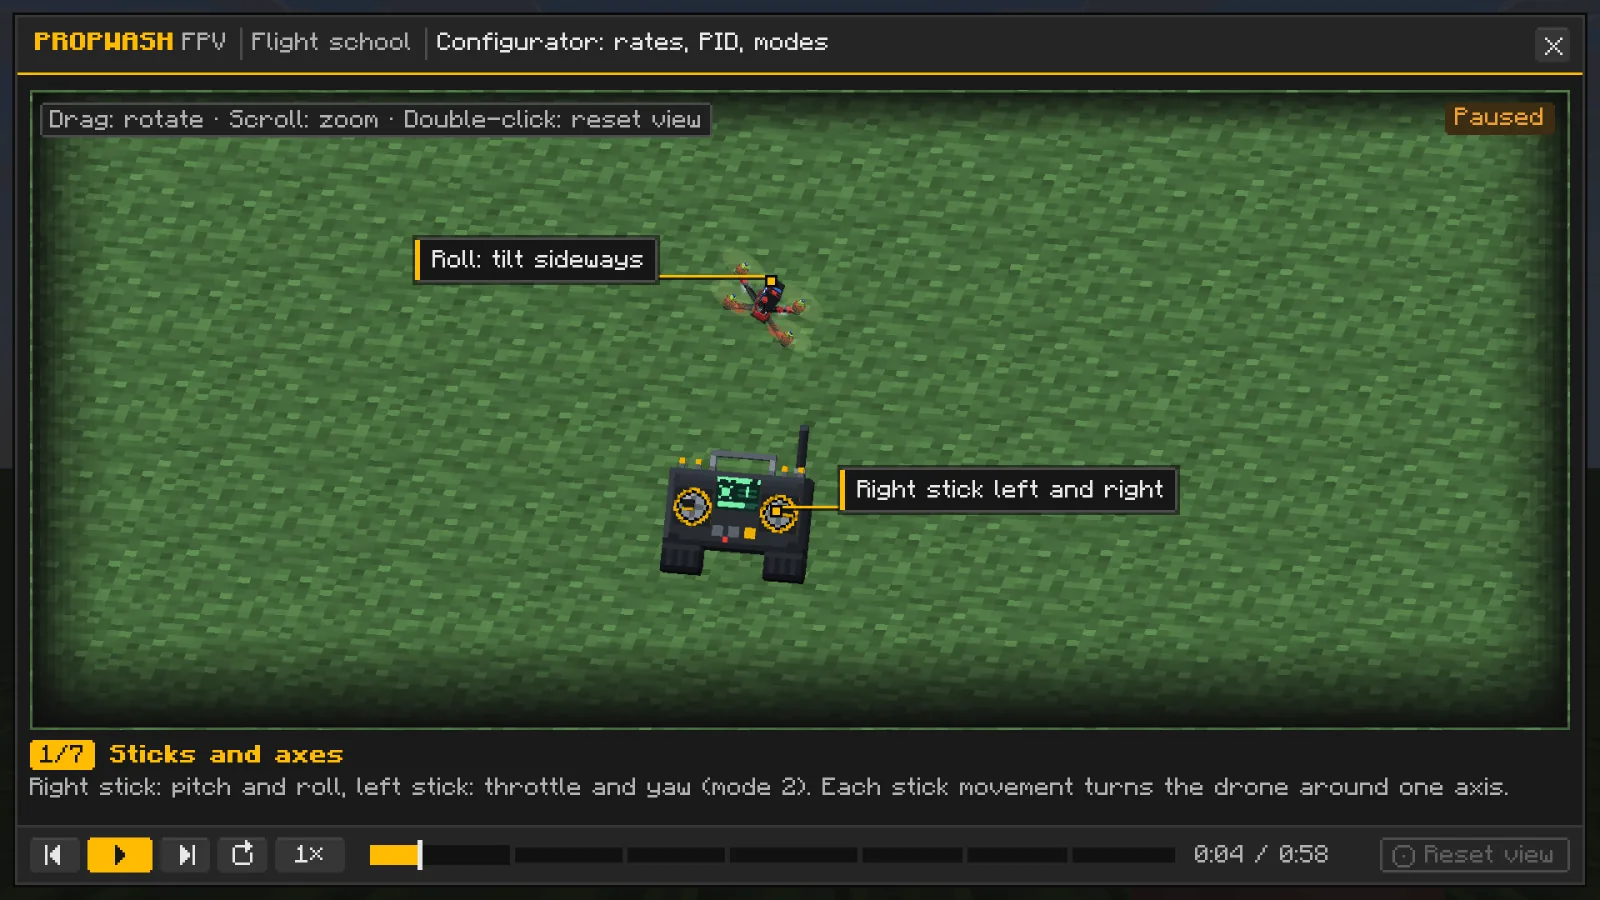 PROPWASH FPV | Flight school | Configurator: rates, PID, modes
Drag: rotate · Scroll: zoom · Double-click: reset view
Paused
Roll: tilt sideways
Right stick left and right
1/7 Sticks and axes
Right stick: pitch and roll, left stick: throttle and yaw (mode 2). Each stick movement turns the drone around one axis.
1× 0:04 / 0:58 Reset view